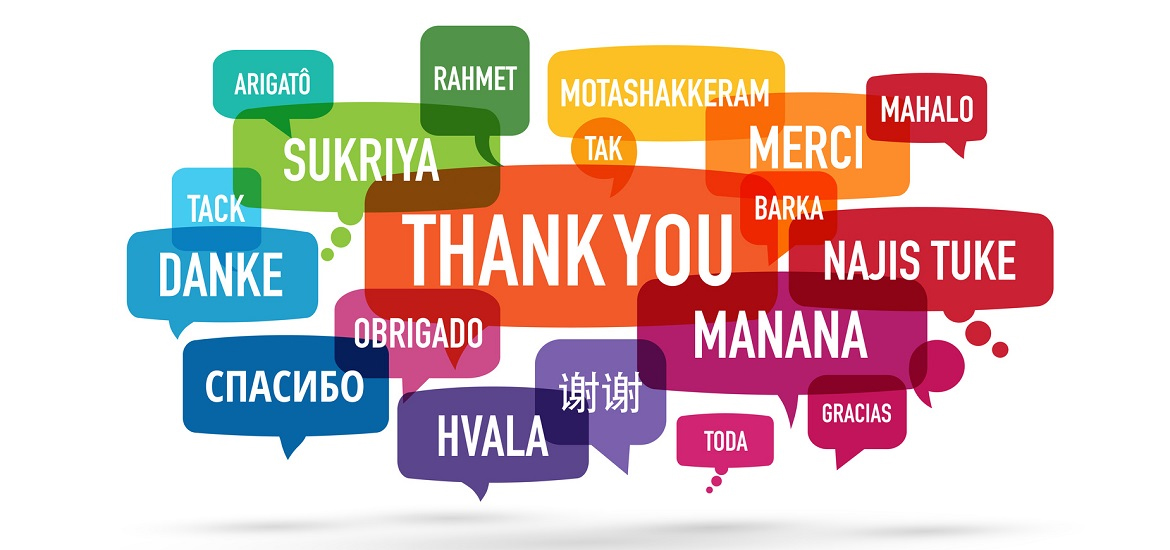 ARIGATÔ
RAHMET
MOTASHAKKERAM
MAHALO
SUKRIYA
TAK
MERCI
TACK
BARKA
THANK YOU
DANKE
NAJIS TUKE
OBRIGADO
MANANA
СПАСИБО
谢谢
HVALA
TODA
GRACIAS